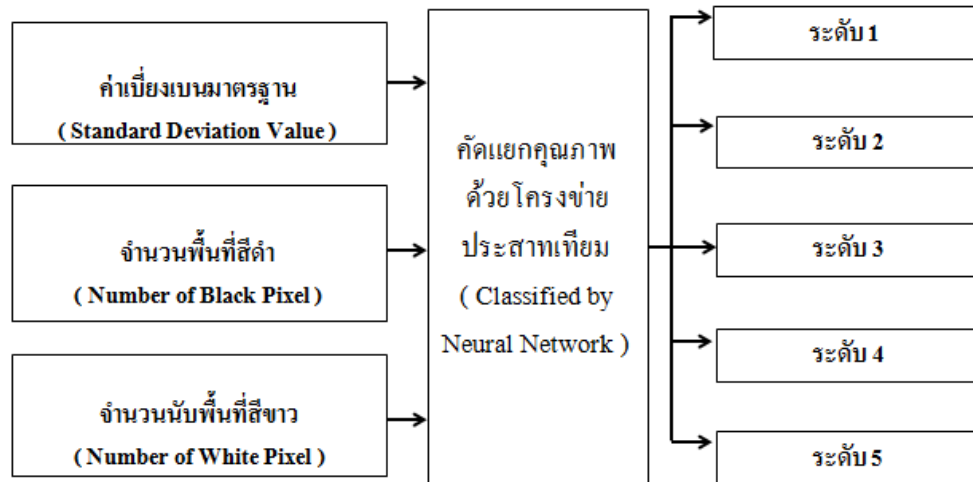 ค่าเบี่ยงเบนมาตรฐาน
( Standard Deviation Value )
จำนวนพื้นที่สีดำ
( Number of Black Pixel )
จำนวนนับพื้นที่สีขาว
( Number of White Pixel )
คัดแยกคุณภาพ
ด้วยโครงข่าย
ประสาทเทียม
( Classified by
Neural Network )
ระดับ 1
ระดับ 2
ระดับ 3
ระดับ 4
ระดับ 5